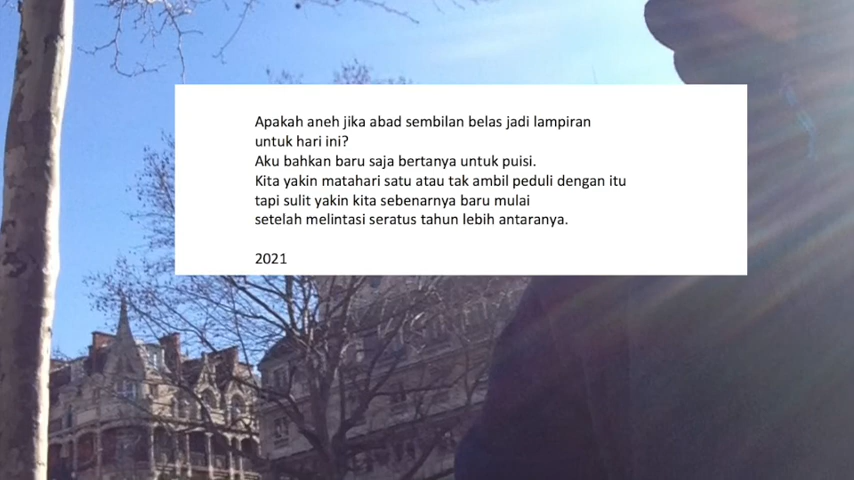 Apakah aneh jika abad sembilan belas jadi lampiran
untuk hari ini?
Aku bahkan baru saja bertanya untuk puisi.
Kita yakin matahari satu atau tak ambil peduli dengan itu
tapi sulit yakin kita sebenarnya baru mulai
setelah melintasi seratus tahun lebih antaranya.
2021